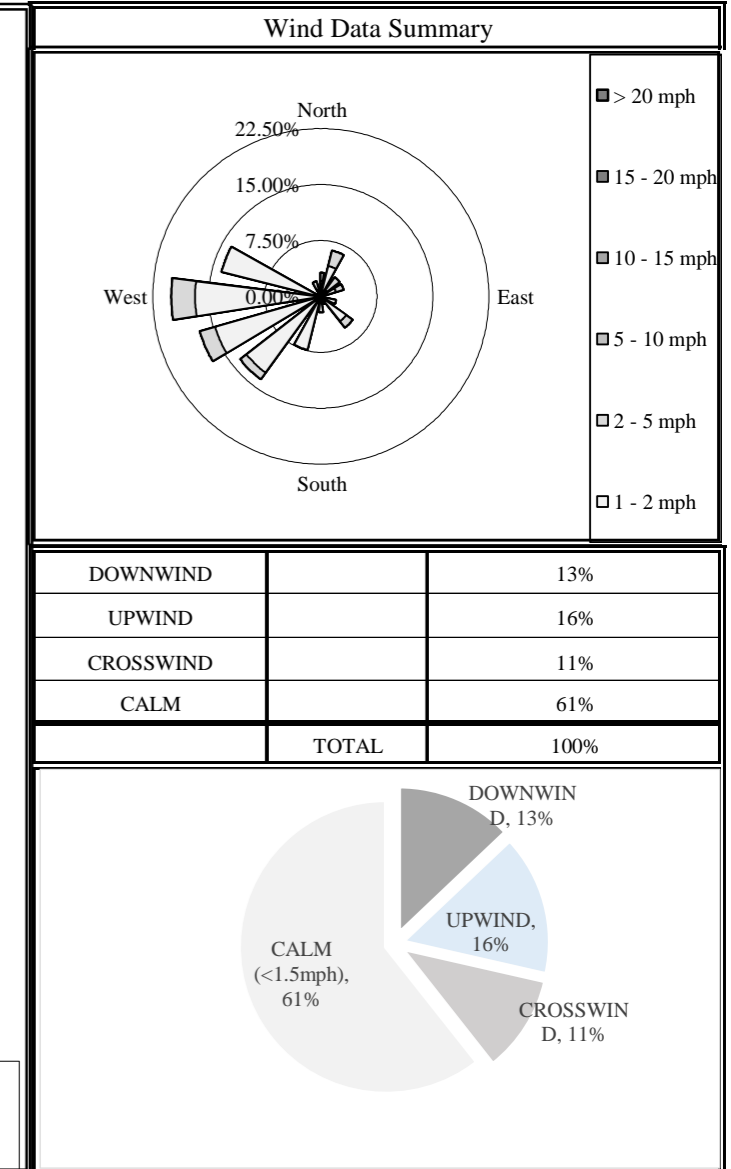 Wind Data Summary
North
22.50%
15.00%
7.50%
0.00%
West
East
South
> 20 mph
15 - 20 mph
10 - 15 mph
5 - 10 mph
2 - 5 mph
1 - 2 mph
DOWNWIND 13%
UPWIND 16%
CROSSWIND 11%
CALM 61%
TOTAL 100%
DOWNWIN
D, 13%
UPWIND,
16%
CROSSWIN
D, 11%
CALM
(<1.5mph),
61%